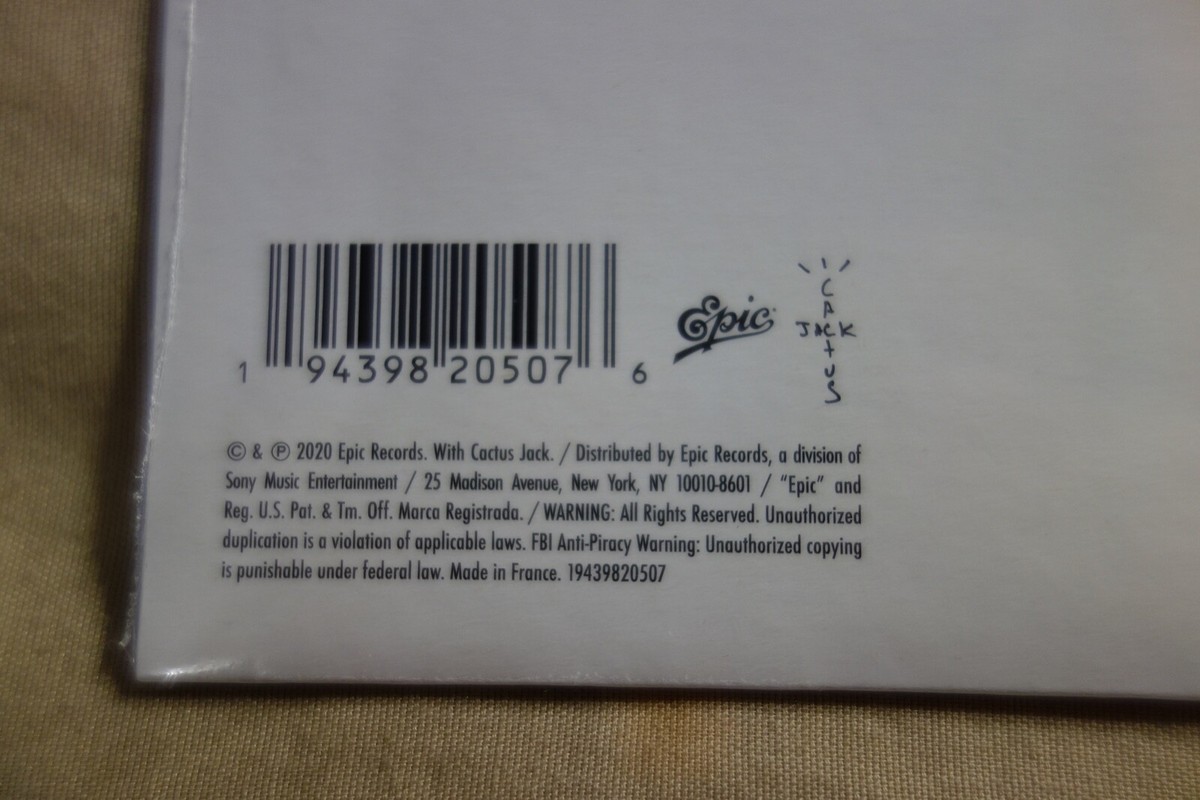 1 94398 20507 6
Epic
CACTUS
JACK
© & ℗ 2020 Epic Records. With Cactus Jack. / Distributed by Epic Records, a division of
Sony Music Entertainment / 25 Madison Avenue, New York, NY 10010-8601 / “Epic” and
Reg. U.S. Pat. & Tm. Off. Marca Registrada. / WARNING: All Rights Reserved. Unauthorized
duplication is a violation of applicable laws. FBI Anti-Piracy Warning: Unauthorized copying
is punishable under federal law. Made in France. 19439820507